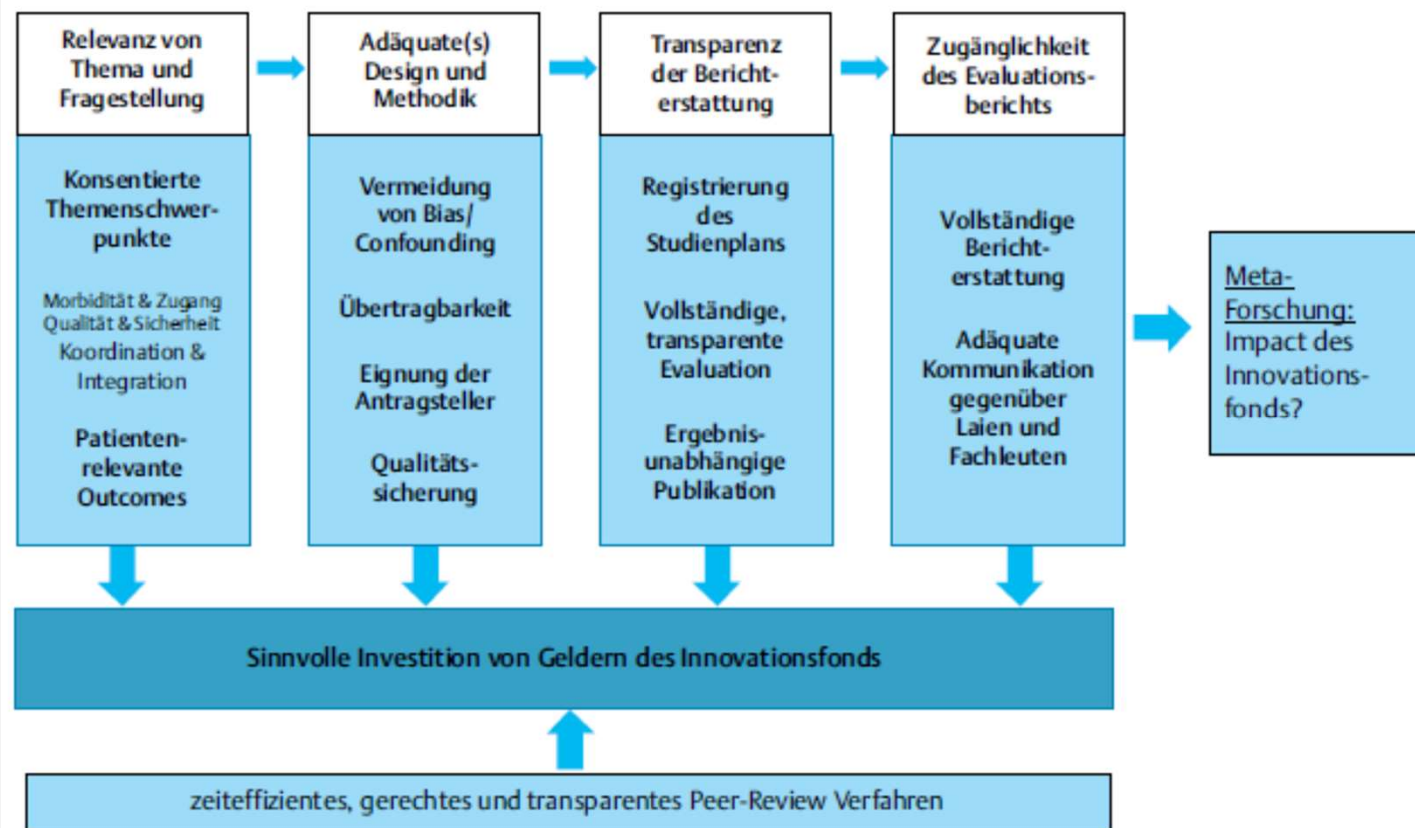 Relevanz von
Thema und
Fragestellung
Adäquate(s)
Design und
Methodik
Transparenz
der Bericht-
erstattung
Zugänglichkeit
des Evaluations-
berichts
Konsentierte
Themenschwer-
punkte
Morbidität & Zugang
Qualität & Sicherheit
Koordination &
Integration
Patienten-
relevante
Outcomes
Vermeidung
von Bias/
Confounding
Übertragbarkeit
Eignung der
Antragsteller
Qualitäts-
sicherung
Registrierung
des
Studienplans
Vollständige,
transparente
Evaluation
Ergebnis-
unabhängige
Publikation
Vollständige
Bericht-
erstattung
Adäquate
Kommunikation
gegenüber
Laien und
Fachleuten
Meta-
Forschung:
Impact des
Innovations-
fonds?
Sinnvolle Investition von Geldern des Innovationsfonds
zeiteffizientes, gerechtes und transparentes Peer-Review Verfahren